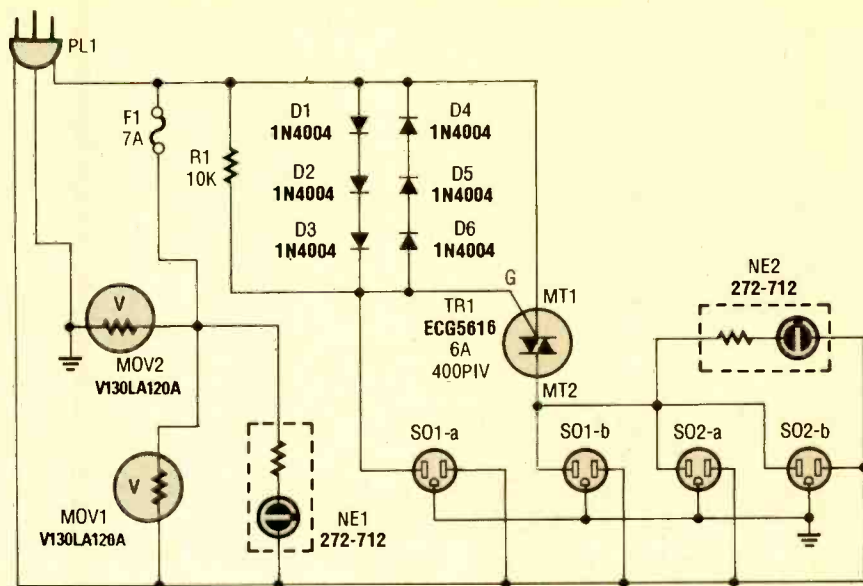 PL1
F1
7A
R1
10K
D1
1N4004
D4
1N4004
D2
1N4004
D5
1N4004
D3
1N4004
D6
1N4004
G
MT1
TR1
ECG5616
6A
400PIV
MT2
NE2
272-712
V
MOV2
V130LA120A
SO1-a
SO1-b
SO2-a
SO2-b
V
MOV1
V130LA120A
NE1
272-712